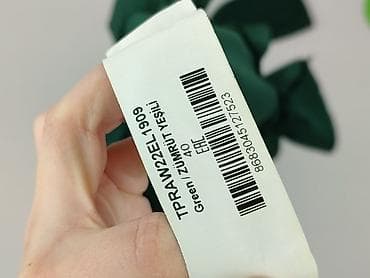 TPRAW22EL1909
Green / ZÜMRÜT YEŞİLİ
40
EAC
8683045127523